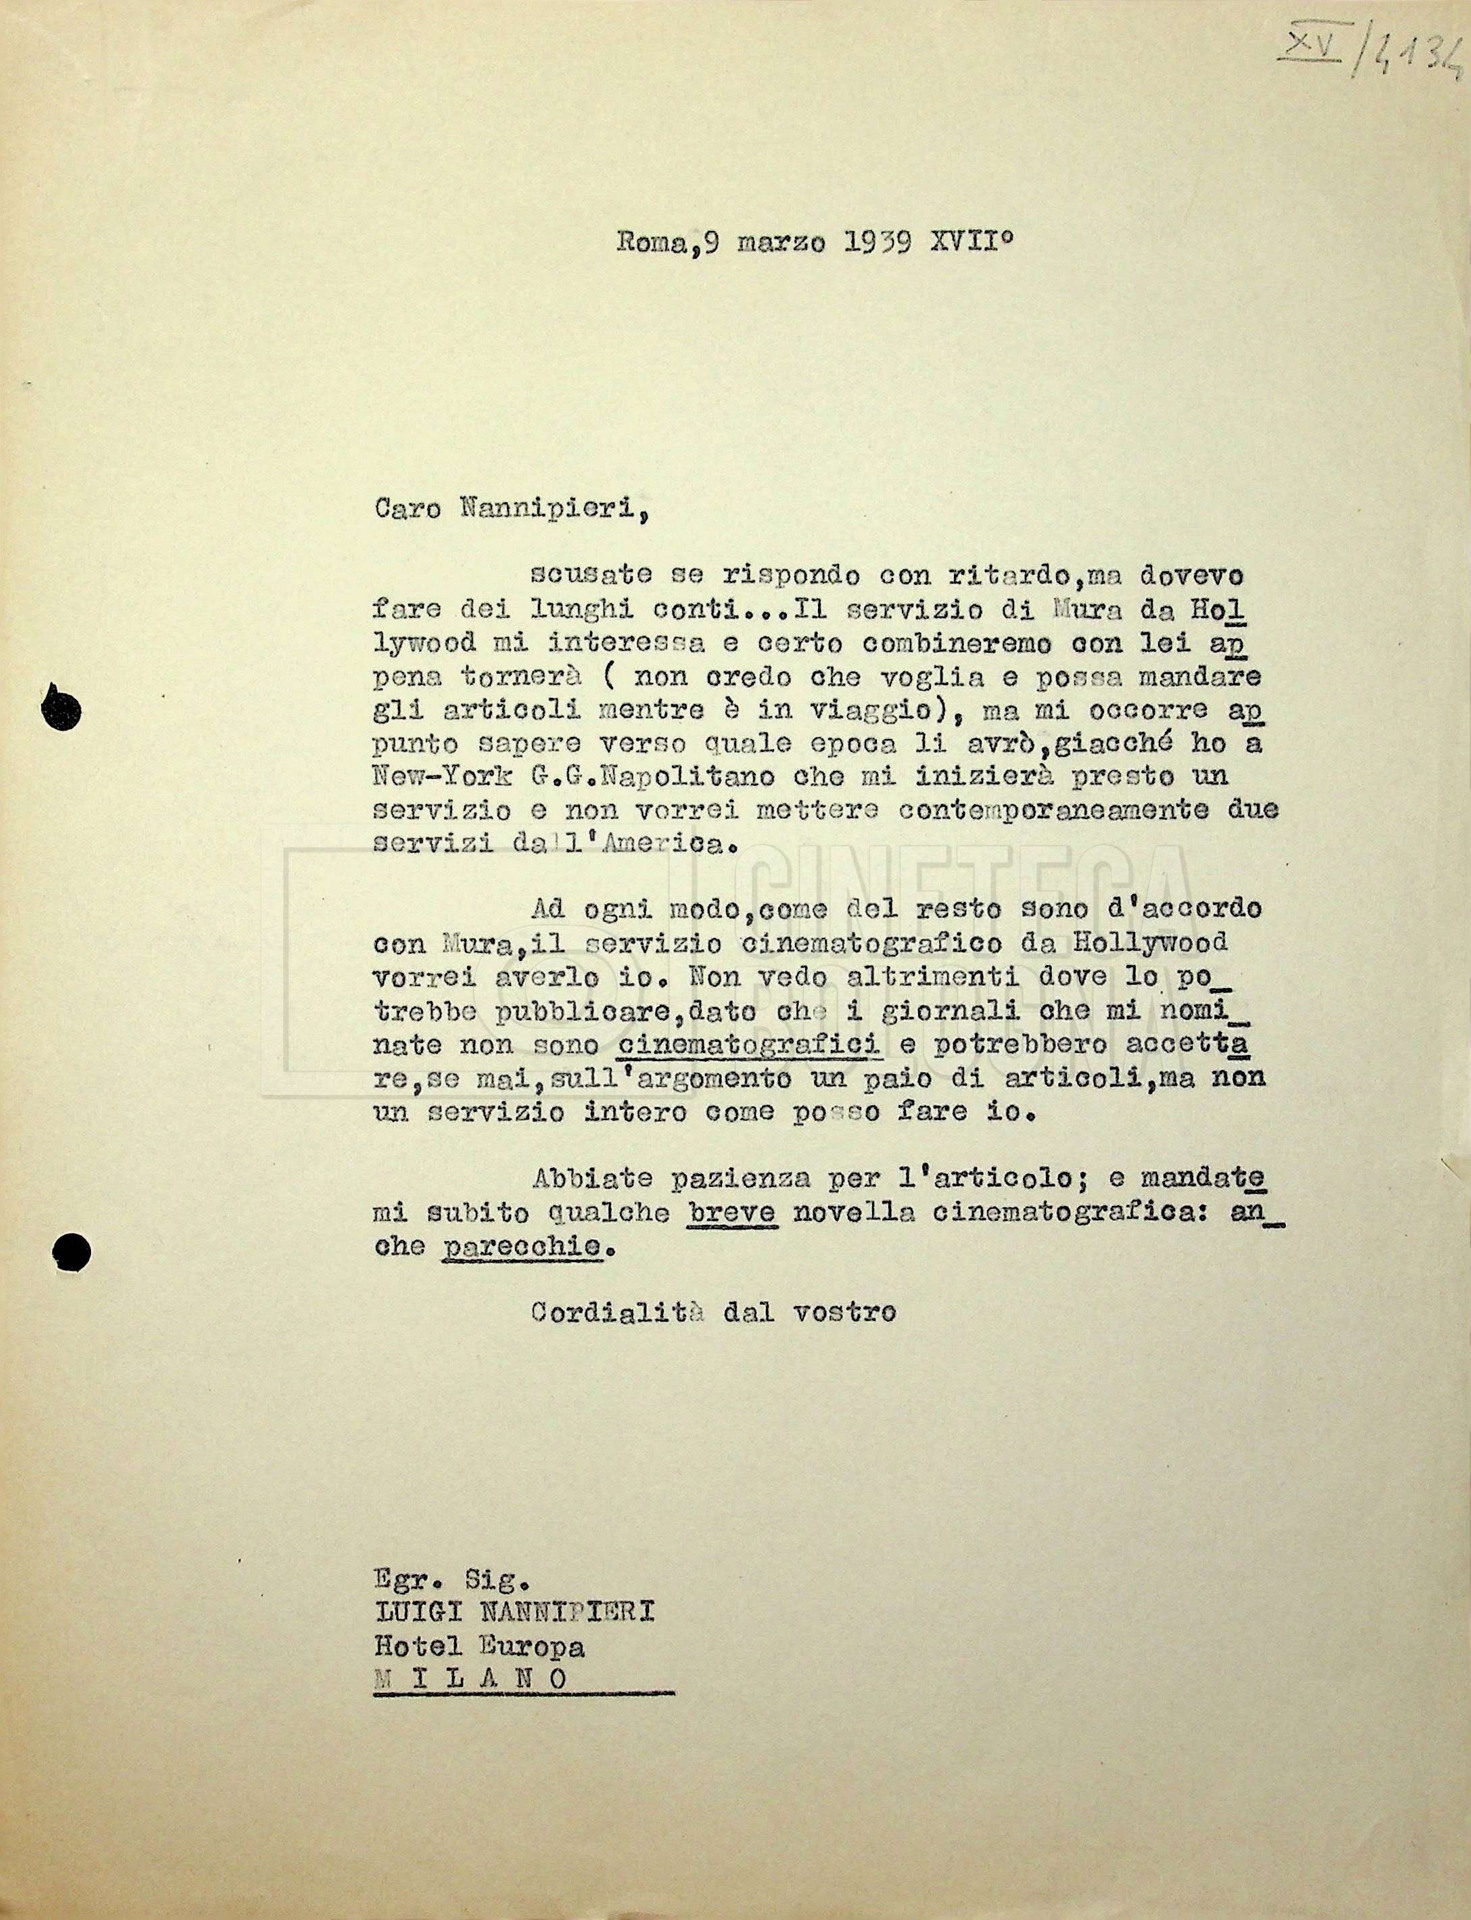 XV/4134
Roma,9 marzo 1939 XVII°
Caro Nannipieri,
scusate se rispondo con ritardo,ma dovevo
fare dei lunghi conti...Il servizio di Mura da Hol
lywood mi interessa e certo combineremo con lei ap
pena tornerà ( non credo che voglia e possa mandare
gli articoli mentre è in viaggio), ma mi occorre ap
punto sapere verso quale epoca li avrò,giacché ho a
New-York G.G.Napolitano che mi inizierà presto un
servizio e non vorrei mettere contemporaneamente due
servizi dall'America.
Ad ogni modo,come del resto sono d'accordo
con Mura,il servizio cinematografico da Hollywood
vorrei averlo io. Non vedo altrimenti dove lo po_
trebbe pubblicare,dato che i giornali che mi nomi_
nate non sono cinematografici e potrebbero accetta
re,se mai,sull'argomento un paio di articoli,ma non
un servizio intero come posso fare io.
Abbiate pazienza per l'articolo; e mandate
mi subito qualche breve novella cinematografica: an_
che parecchie.
Cordialità dal vostro
Egr. Sig.
LUIGI NANNIPIERI
Hotel Europa
M I L A N O
CINETECA